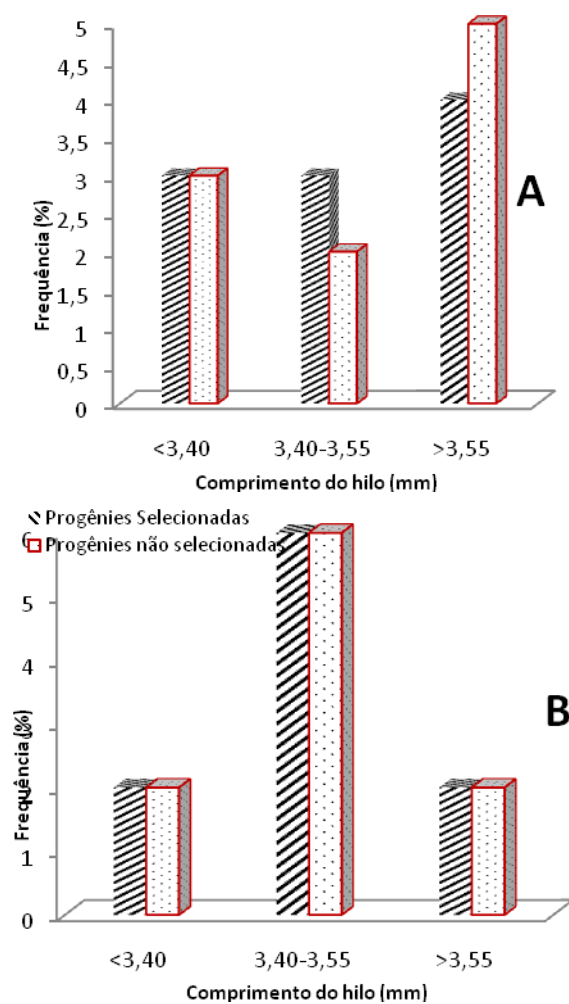 5
4,5
4
3,5
3
2,5
2
1,5
1
0,5
0
Frequência (%)
A
<3,40 3,40-3,55 >3,55
Comprimento do hilo (mm)
Progênies Selecionadas
Progênies não selecionadas
6
5
4
3
2
1
0
Frequência (%)
B
<3,40 3,40-3,55 >3,55
Comprimento do hilo (mm)